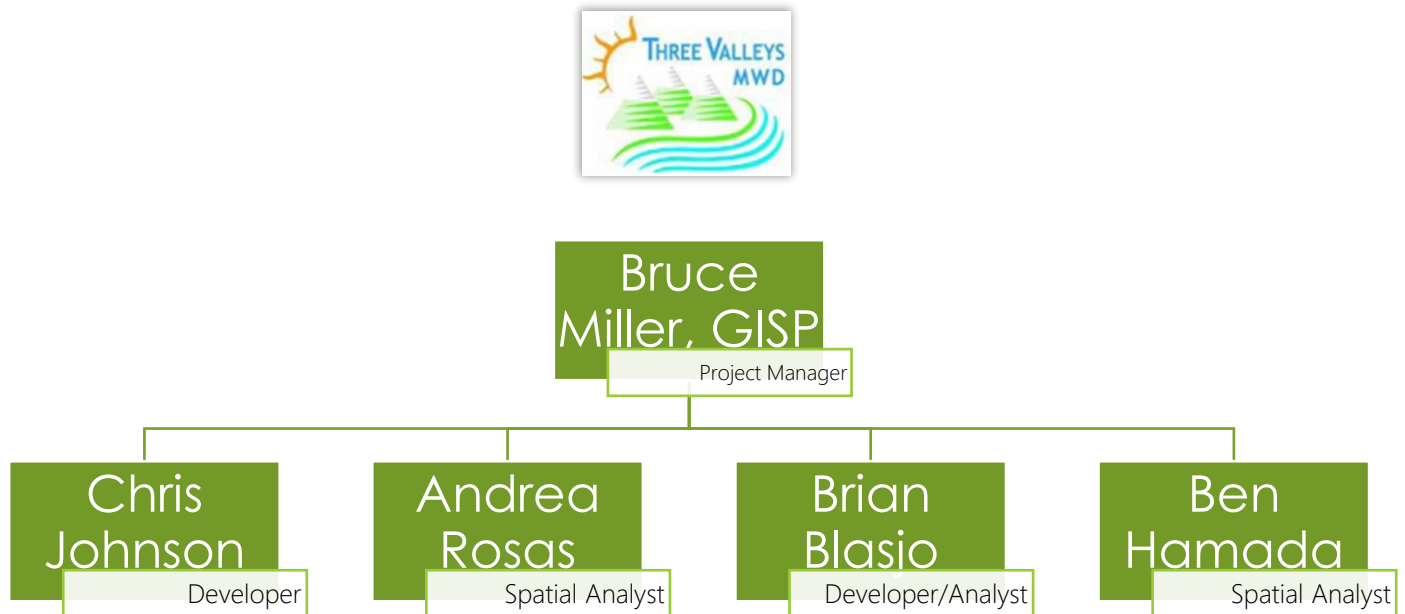 THREE VALLEYS
MWD
Bruce
Miller, GISP
Project Manager
Chris
Johnson
Developer
Andrea
Rosas
Spatial Analyst
Brian
Blasjo
Developer/Analyst
Ben
Hamada
Spatial Analyst